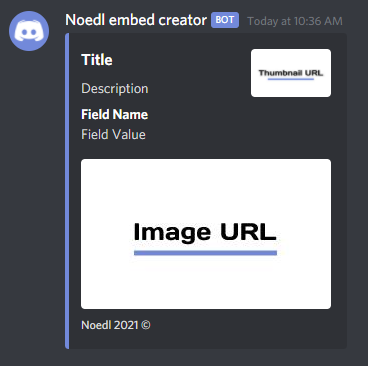 Noedl embed creator BOT Today at 10:36 AM
Title
Thumbnail URL
Description
Field Name
Field Value
Image URL
Noedl 2021 ©